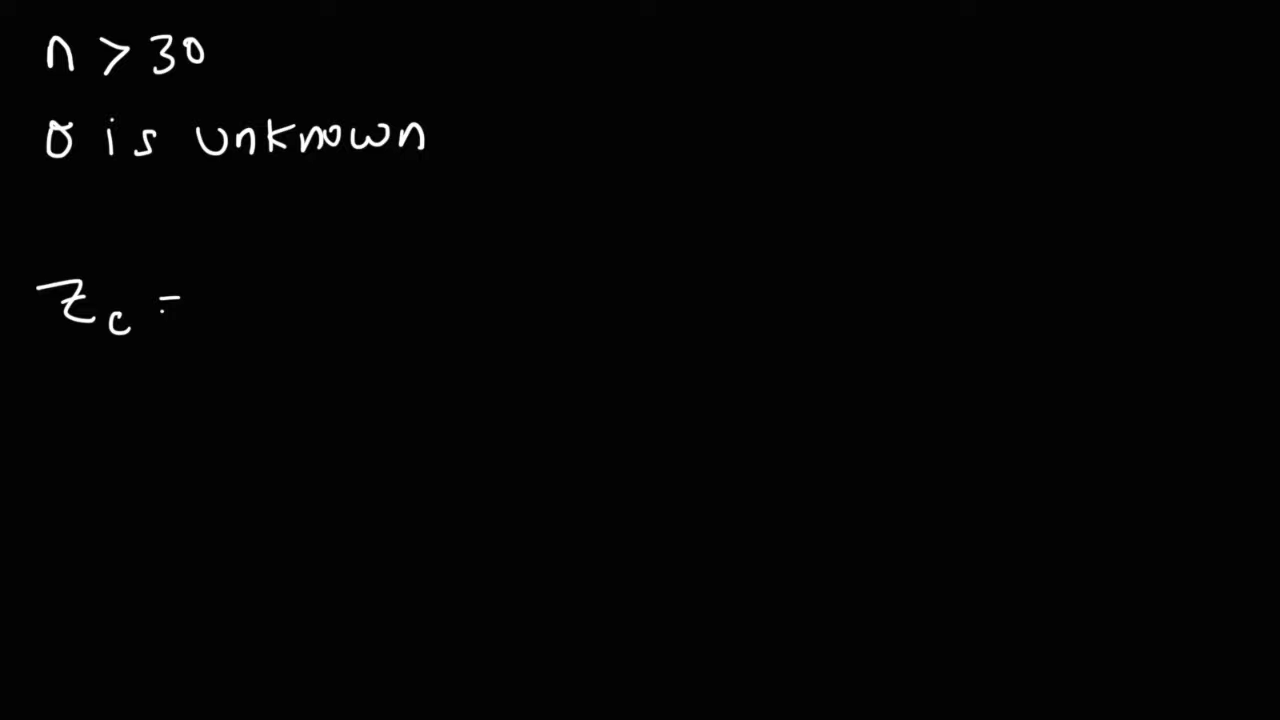 n > 30
σ is unknown
Z_c =